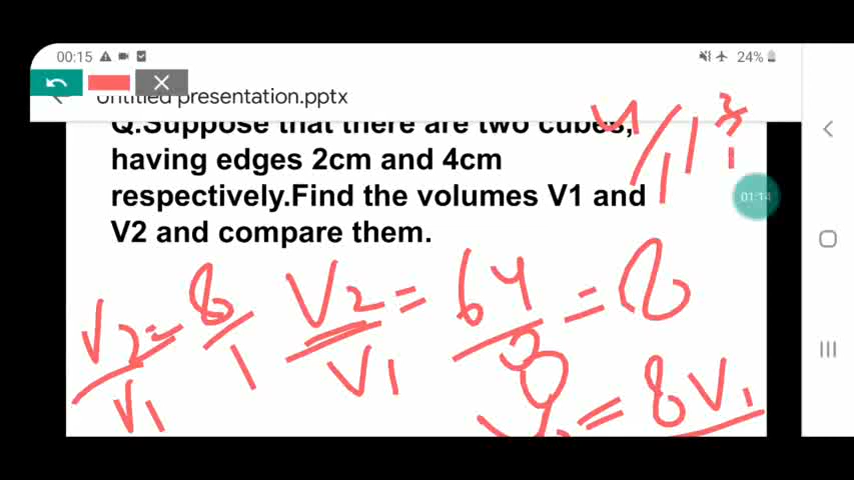 00:15 24%
Untitled presentation.pptx
Q.Suppose that there are two cubes,
having edges 2cm and 4cm
respectively.Find the volumes V1 and
V2 and compare them.
01:14
V2/V1 = 8/1
V2/V1 = 64/8 = 8
= 8V1